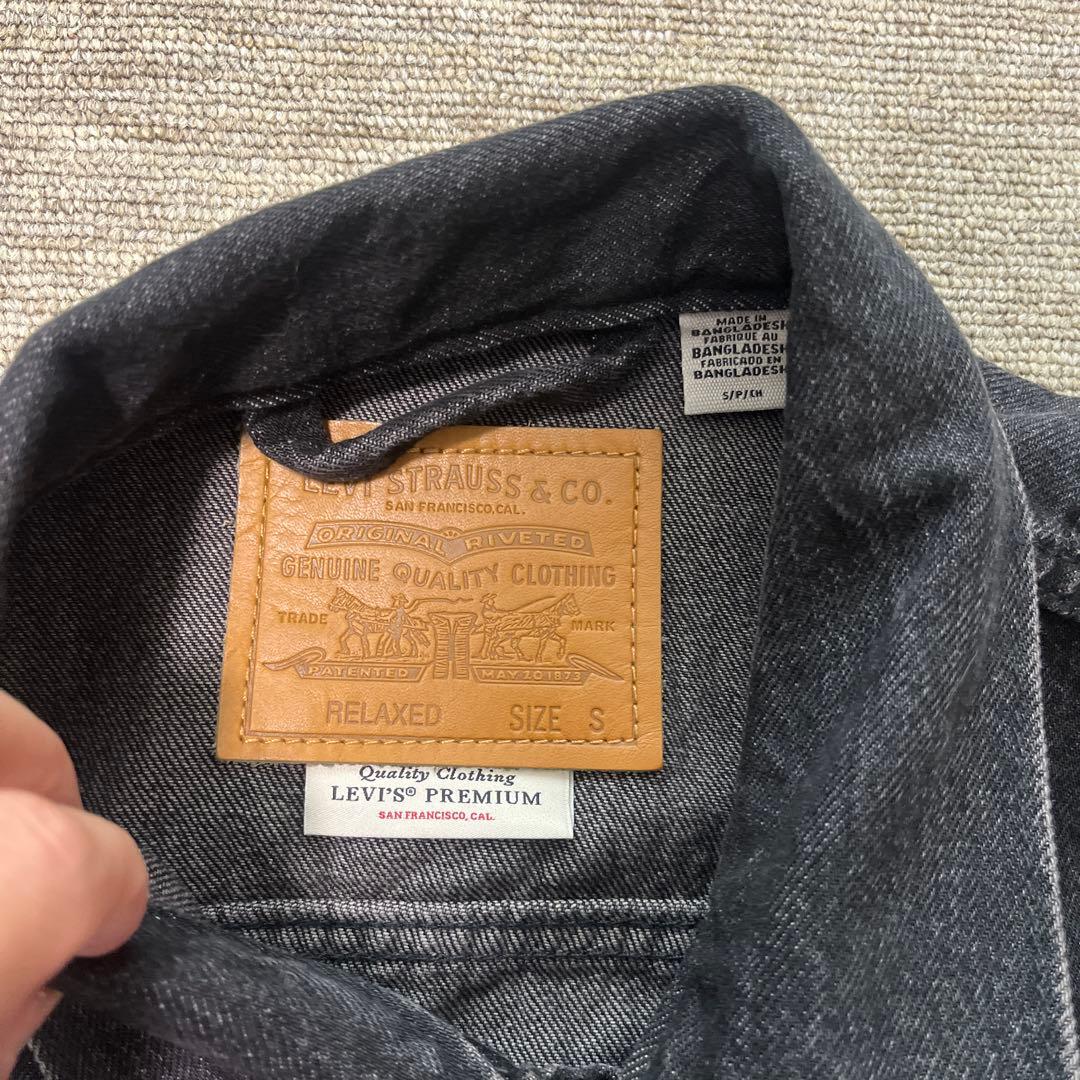 MADE IN
BANGLADESH
FABRIQUE AU
BANGLADESH
FABRICADO EN
BANGLADESH
S/P/CH
LEVI STRAUSS & CO.
SAN FRANCISCO, CAL.
ORIGINAL RIVETED
GENUINE QUALITY CLOTHING
TRADE MARK
PATENTED MAY 20 1873
RELAXED SIZE S
Quality Clothing
LEVI'S® PREMIUM
SAN FRANCISCO, CAL.